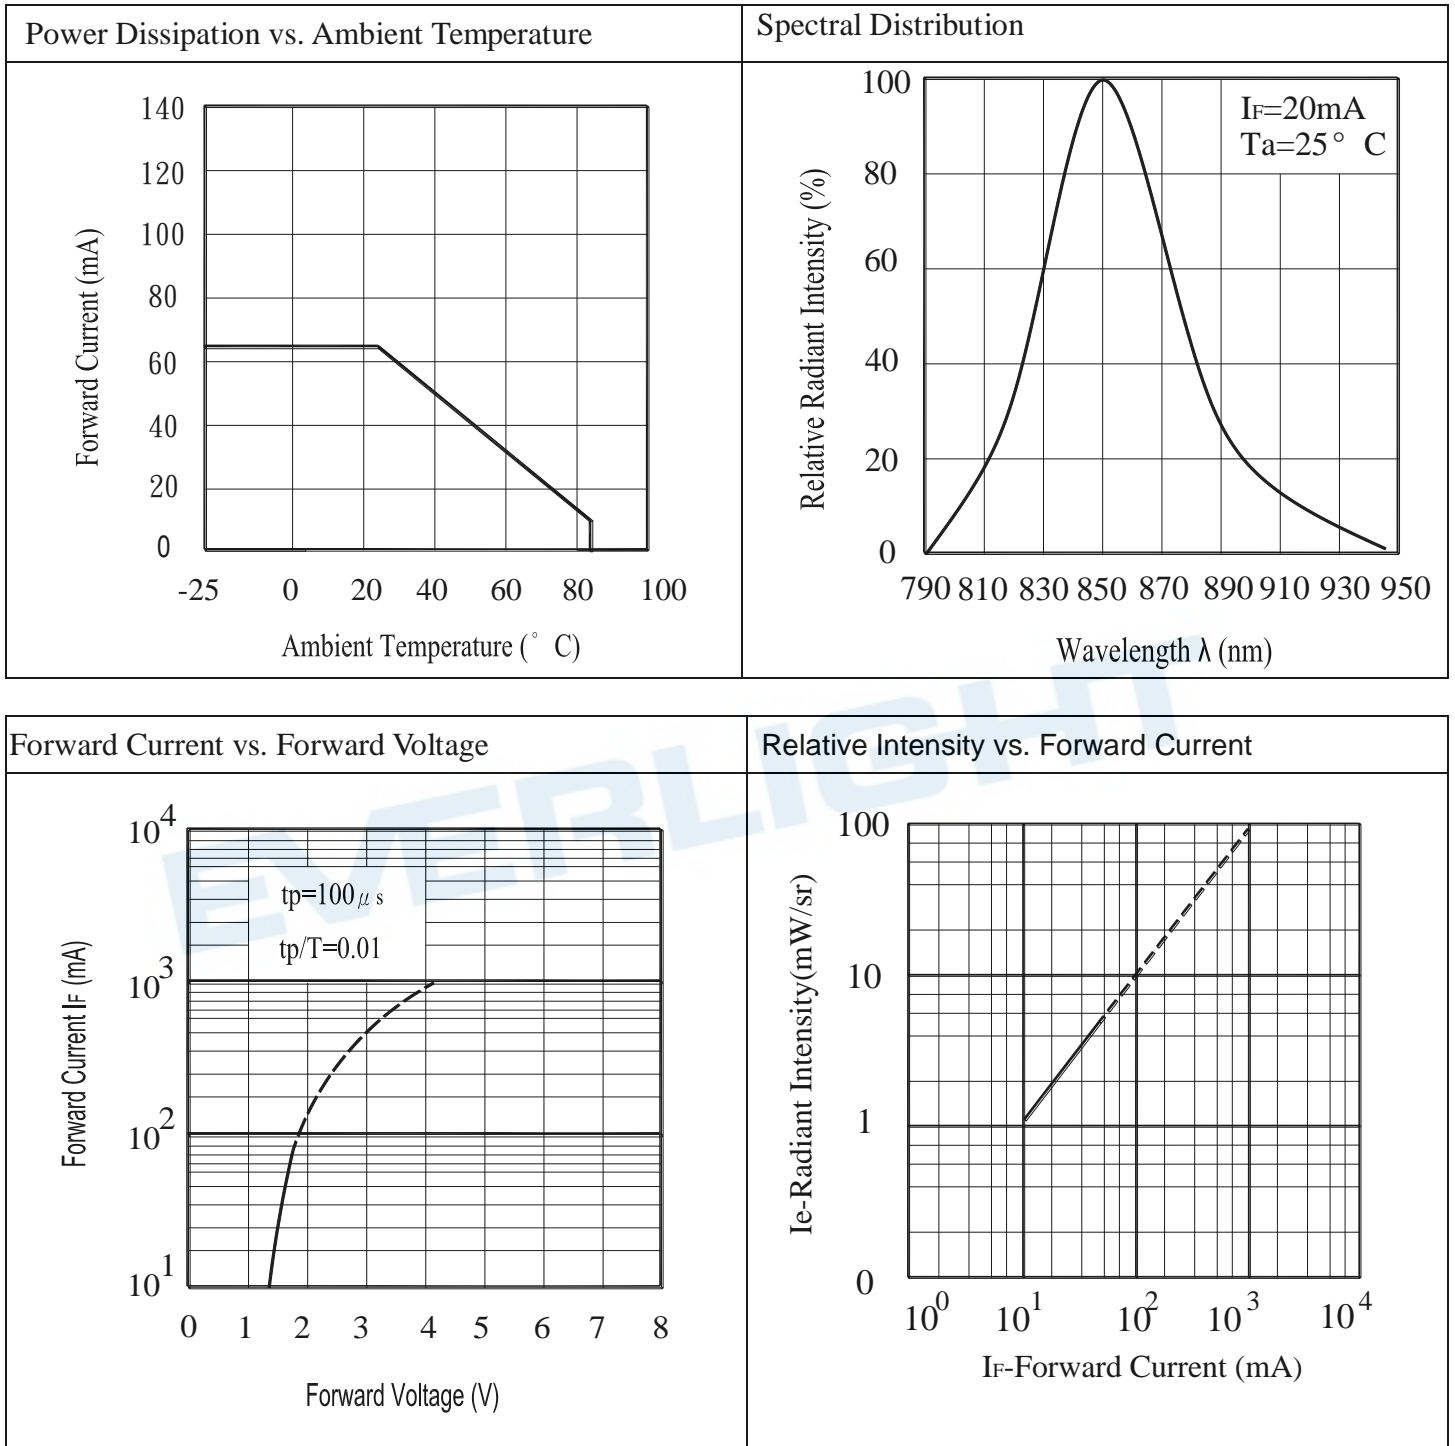 Power Dissipation vs. Ambient Temperature
140
120
100
80
60
40
20
0
-25 0 20 40 60 80 100
Forward Current (mA)
Ambient Temperature (° C)
Spectral Distribution
IF=20mA
Ta=25° C
100
80
60
40
20
0
790 810 830 850 870 890 910 930 950
Relative Radiant Intensity (%)
Wavelength λ (nm)
EVERLIGHT
Forward Current vs. Forward Voltage
10^4
10^3
10^2
10^1
tp=100μs
tp/T=0.01
0 1 2 3 4 5 6 7 8
Forward Current IF (mA)
Forward Voltage (V)
Relative Intensity vs. Forward Current
100
10
1
0
10^0 10^1 10^2 10^3 10^4
Ie-Radiant Intensity(mW/sr)
IF-Forward Current (mA)